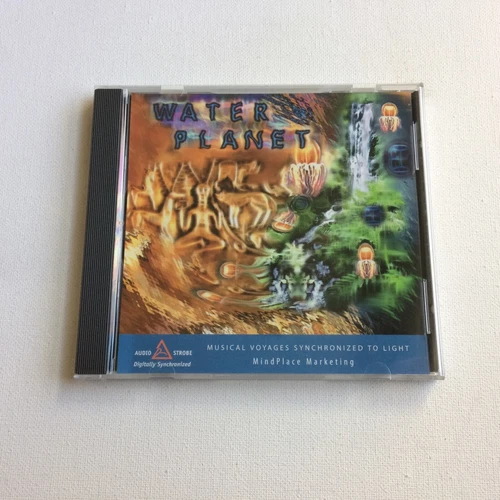 WATER
PLANET
AUDIO STROBE
Digitally Synchronized
MUSICAL VOYAGES SYNCHRONIZED TO LIGHT
MindPlace Marketing